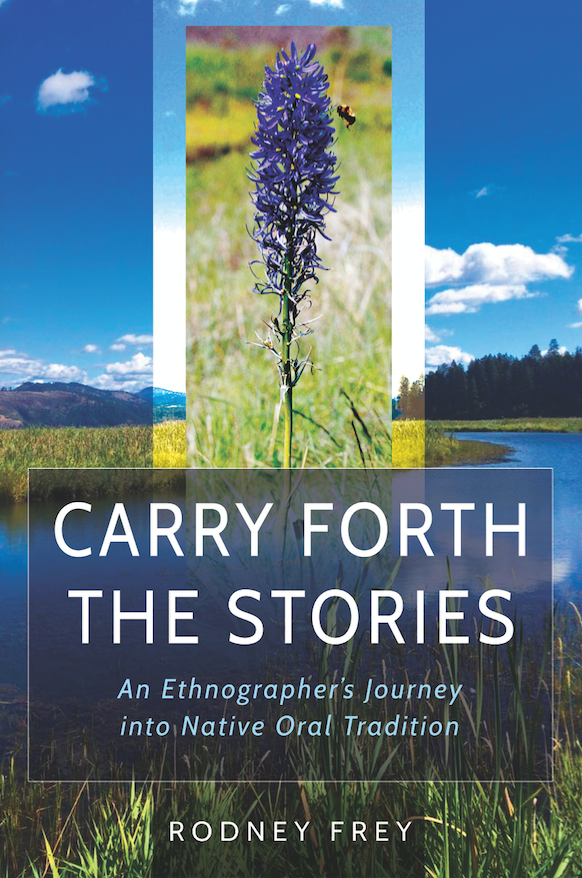 CARRY FORTH
THE STORIES
An Ethnographer's Journey
into Native Oral Tradition
RODNEY FREY